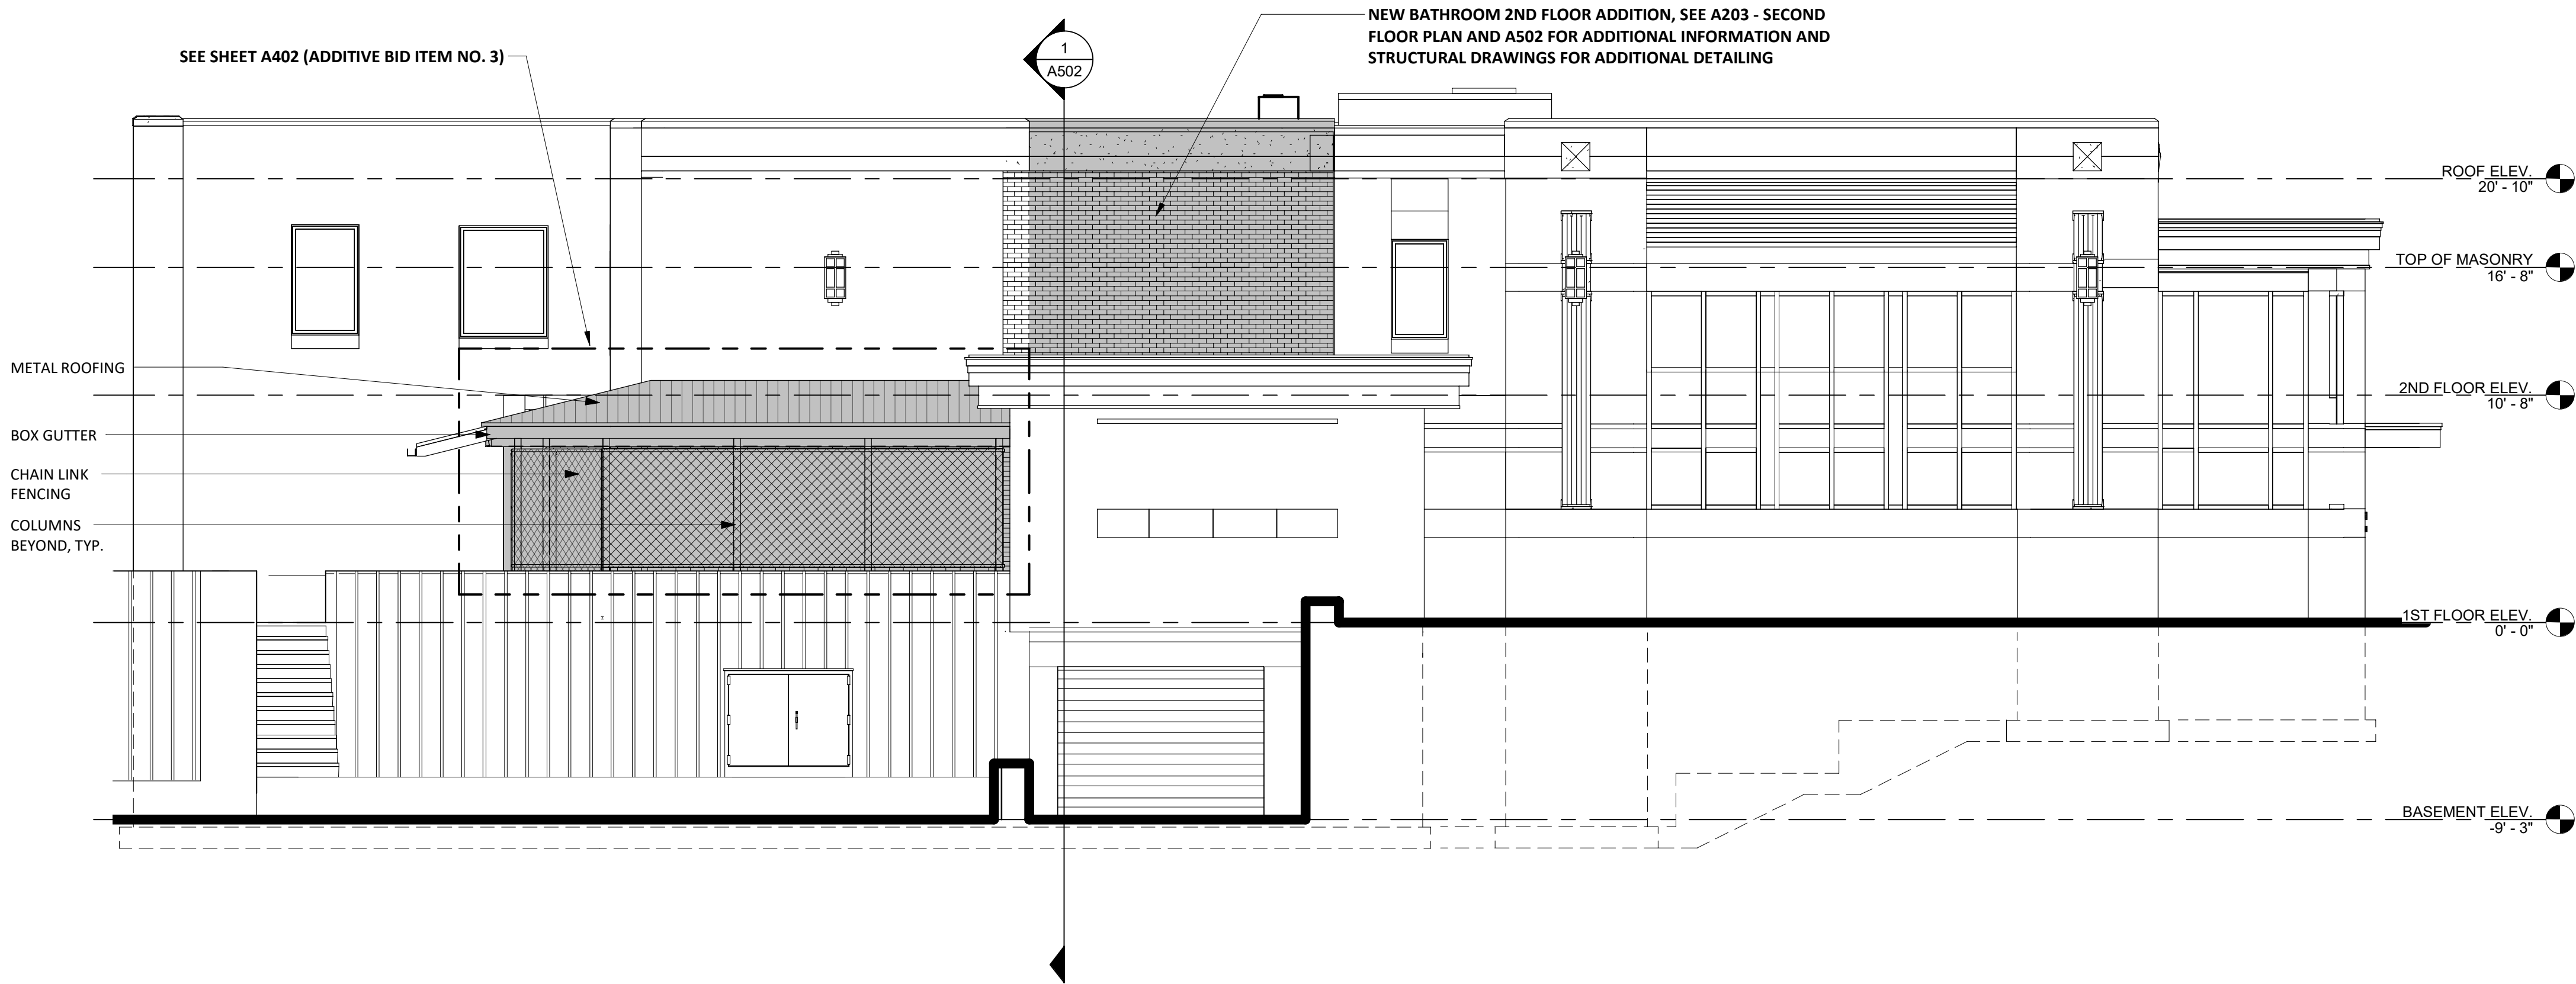 NEW BATHROOM 2ND FLOOR ADDITION, SEE A203 - SECOND
FLOOR PLAN AND A502 FOR ADDITIONAL INFORMATION AND
STRUCTURAL DRAWINGS FOR ADDITIONAL DETAILING
SEE SHEET A402 (ADDITIVE BID ITEM NO. 3)
1
A502
ROOF ELEV.
20' - 10"
TOP OF MASONRY
16' - 8"
METAL ROOFING
2ND FLOOR ELEV.
10' - 8"
BOX GUTTER
CHAIN LINK
FENCING
COLUMNS
BEYOND, TYP.
1ST FLOOR ELEV.
0' - 0"
BASEMENT ELEV.
-9' - 3"